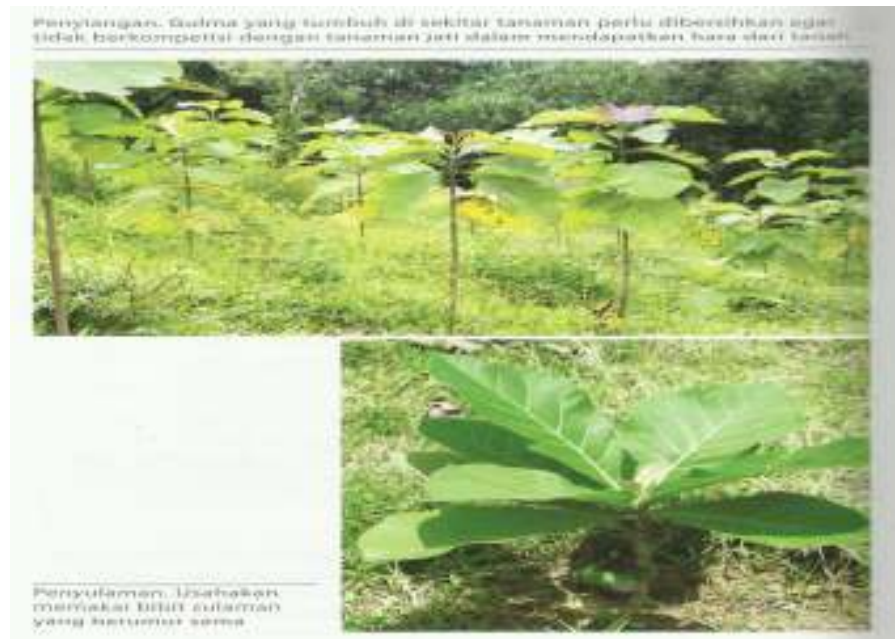 Penyiangan. Gulma yang tumbuh di sekitar tanaman perlu dibersihkan agar
tidak berkompetisi dengan tanaman jati dalam mendapatkan hara dari tanah
Penyulaman. Usahakan
memakai bibit sulaman
yang berumur sama